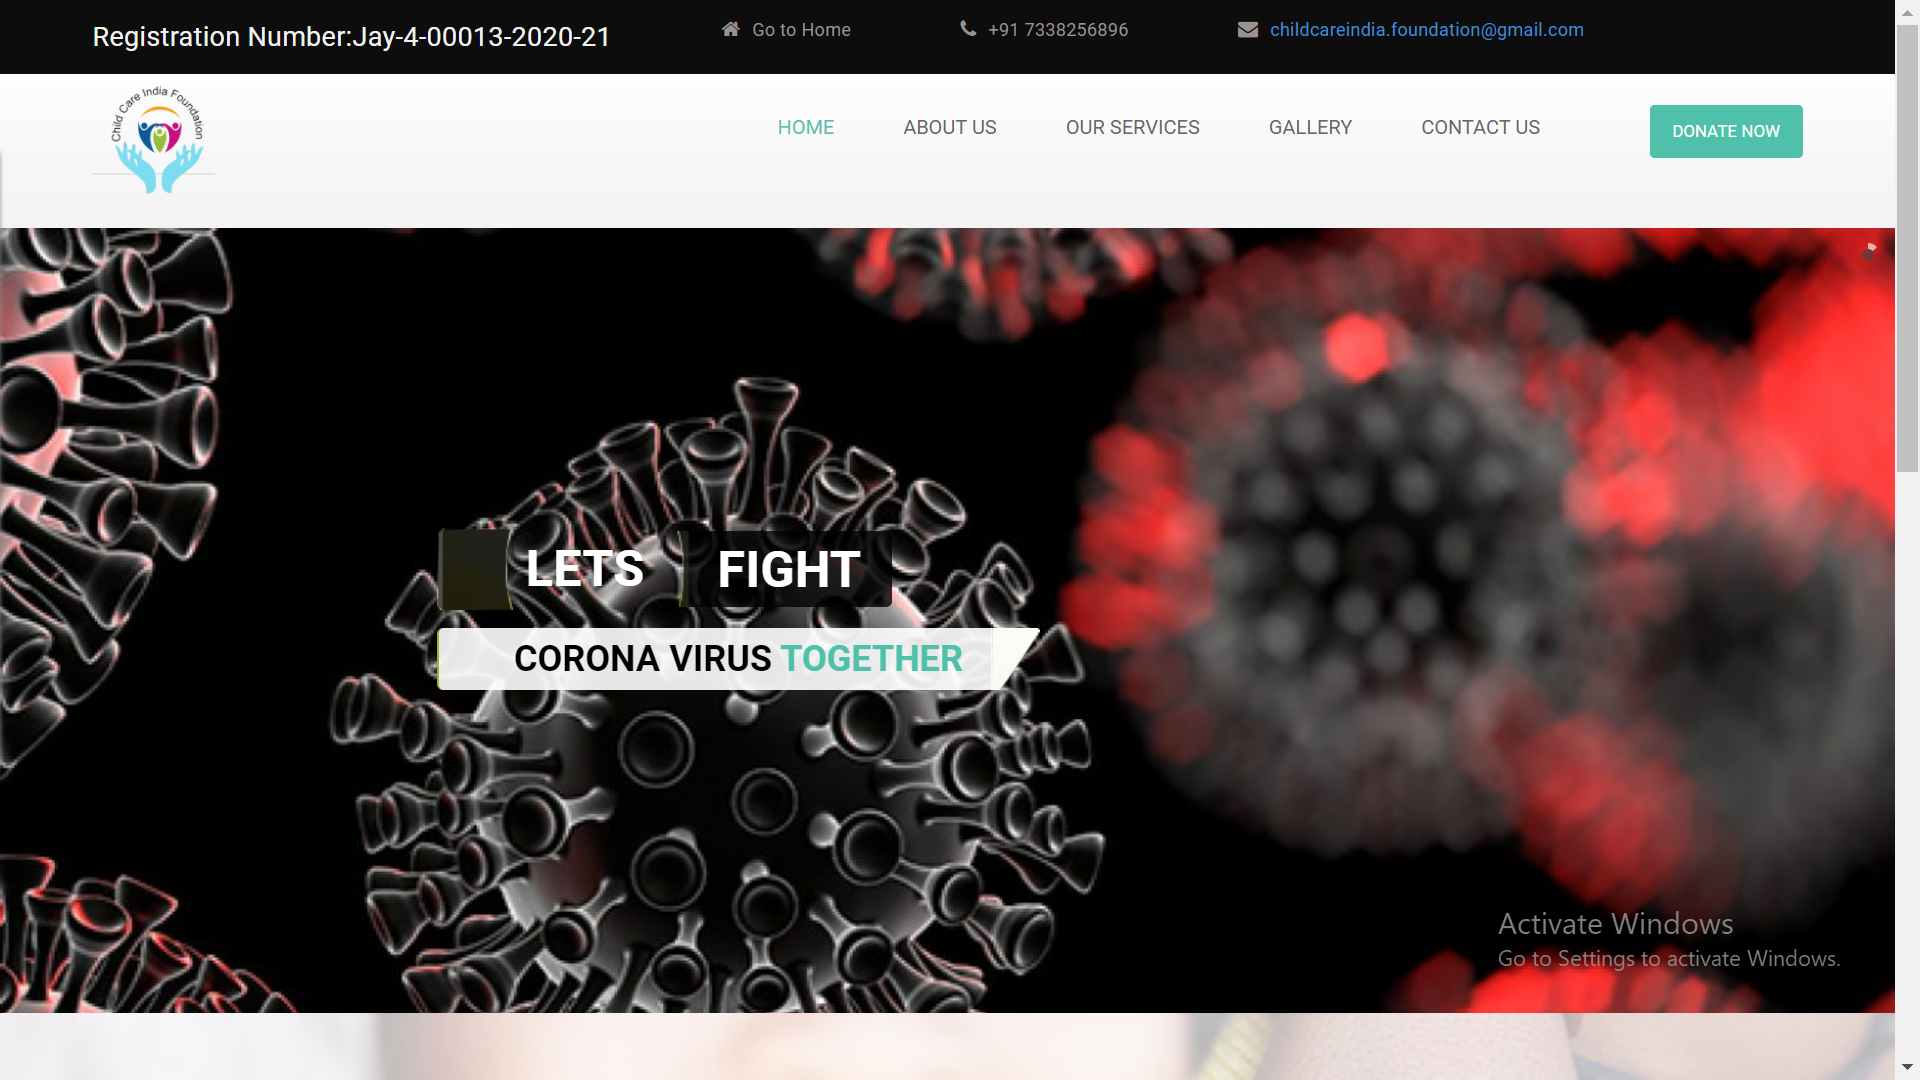 Registration Number:Jay-4-00013-2020-21
Go to Home
+91 7338256896
childcareindia.foundation@gmail.com
Child Care India Foundation
HOME
ABOUT US
OUR SERVICES
GALLERY
CONTACT US
DONATE NOW
LETS FIGHT
CORONA VIRUS TOGETHER
Activate Windows
Go to Settings to activate Windows.